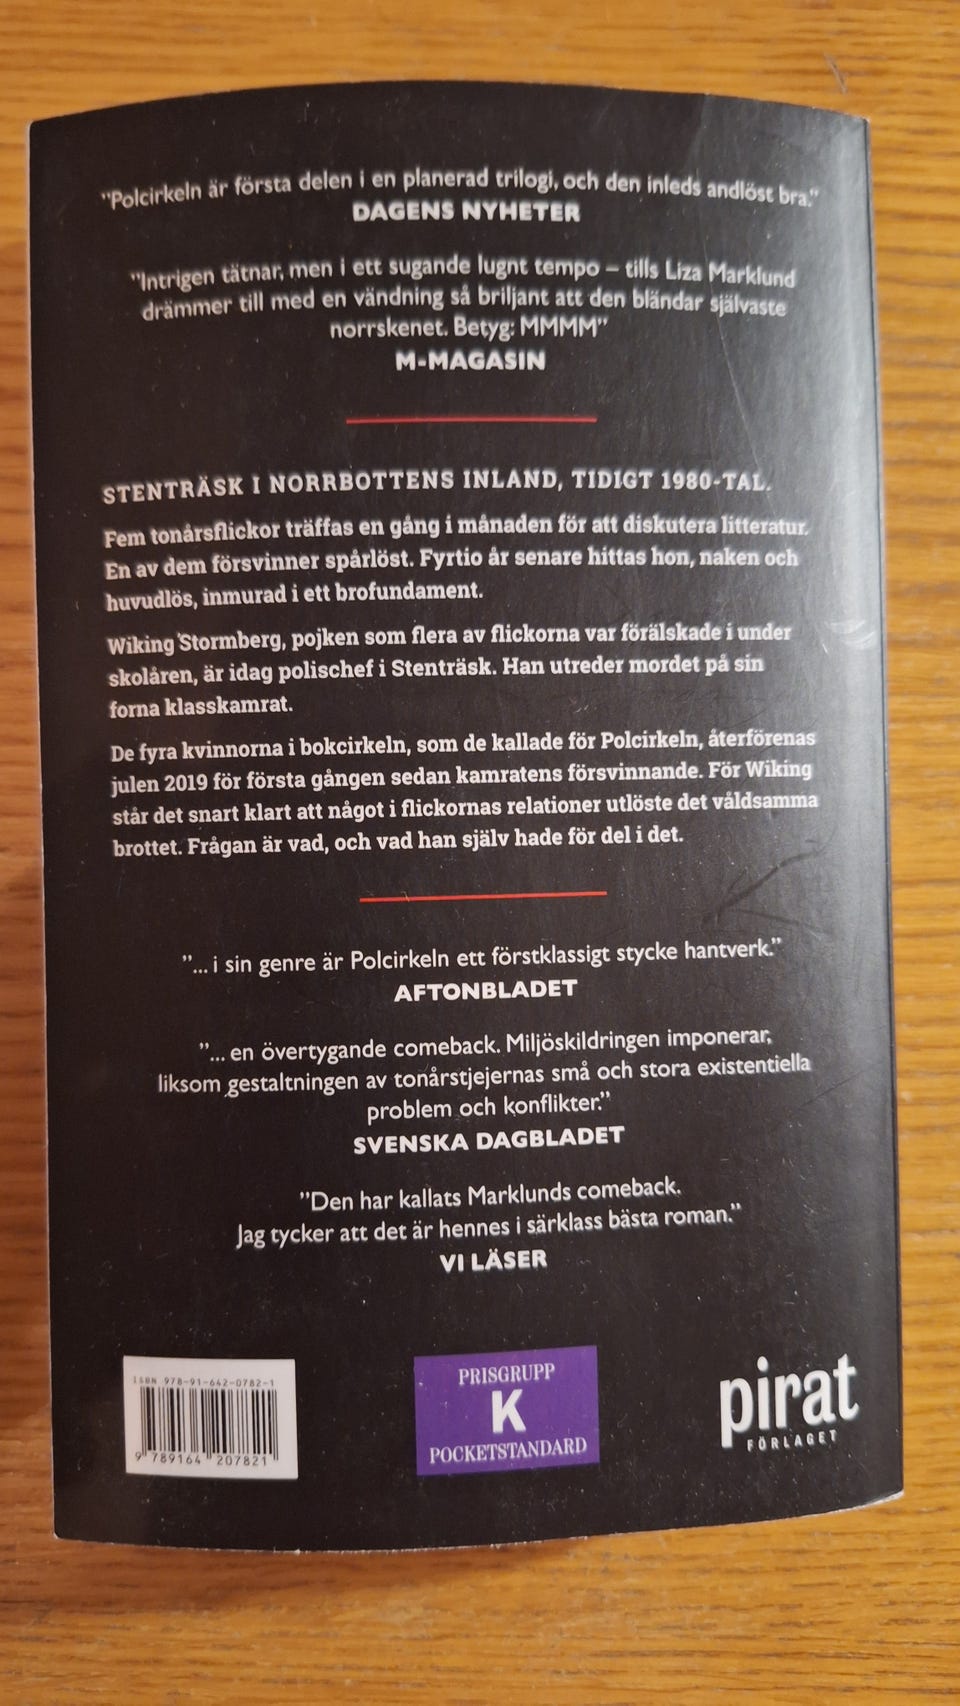 "Polcirkeln är första delen i en planerad trilogi, och den inleds andlöst bra."
DAGENS NYHETER
"Intrigen tätnar, men i ett sugande lugnt tempo – tills Liza Marklund
drämmer till med en vändning så briljant att den bländar självaste
norrskenet. Betyg: MMMM"
M-MAGASIN
STENTRÄSK I NORRBOTTENS INLAND, TIDIGT 1980-TAL.
Fem tonårsflickor träffas en gång i månaden för att diskutera litteratur.
En av dem försvinner spårlöst. Fyrtio år senare hittas hon, naken och
huvudlös, inmurad i ett brofundament.
Wiking Stormberg, pojken som flera av flickorna var förälskade i under
skolåren, är idag polischef i Stenträsk. Han utreder mordet på sin
forna klasskamrat.
De fyra kvinnorna i bokcirkeln, som de kallade för Polcirkeln, återförenas
julen 2019 för första gången sedan kamratens försvinnande. För Wiking
står det snart klart att något i flickornas relationer utlöste det våldsamma
brottet. Frågan är vad, och vad han själv hade för del i det.
"... i sin genre är Polcirkeln ett förstklassigt stycke hantverk."
AFTONBLADET
"... en övertygande comeback. Miljöskildringen imponerar,
liksom gestaltningen av tonårstjejernas små och stora existentiella
problem och konflikter."
SVENSKA DAGBLADET
"Den har kallats Marklunds comeback.
Jag tycker att det är hennes i särklass bästa roman."
VI LÄSER
ISBN 978-91-642-0782-1
9 789164 207821
PRISGRUPP
K
POCKETSTANDARD
pirat
FÖRLAGET